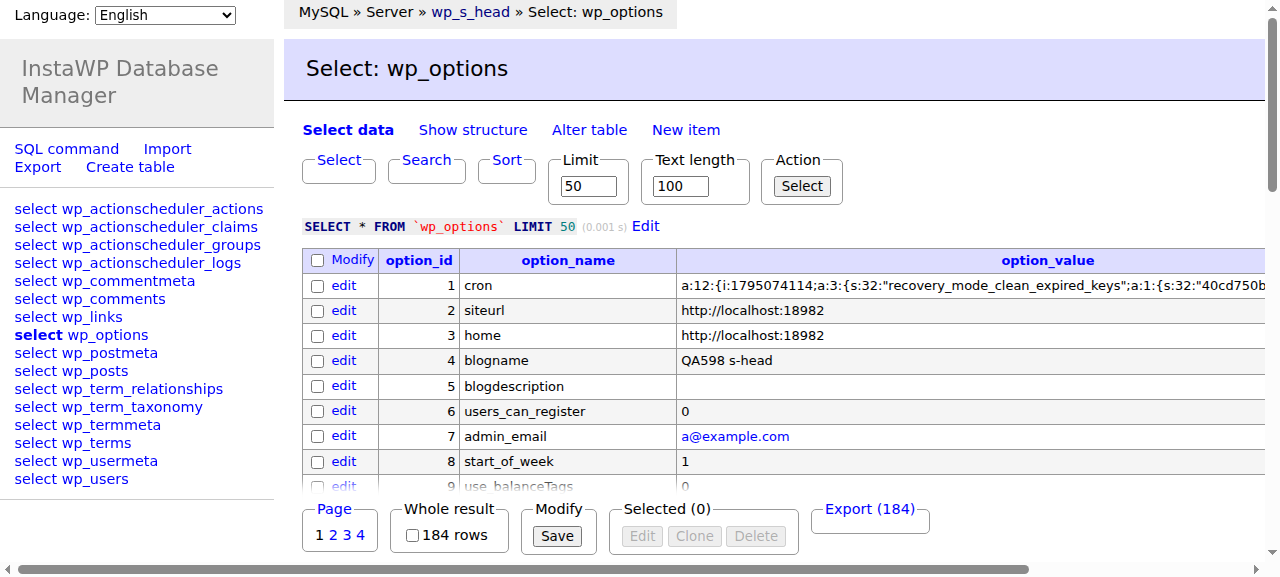 Language: English
InstaWP Database
Manager
SQL command Import
Export Create table
select wp_actionscheduler_actions
select wp_actionscheduler_claims
select wp_actionscheduler_groups
select wp_actionscheduler_logs
select wp_commentmeta
select wp_comments
select wp_links
select wp_options
select wp_postmeta
select wp_posts
select wp_term_relationships
select wp_term_taxonomy
select wp_termmeta
select wp_terms
select wp_usermeta
select wp_users
MySQL » Server » wp_s_head » Select: wp_options
Select: wp_options
Select data Show structure Alter table New item
Select Search Sort Limit Text length Action
50 100 Select
SELECT * FROM `wp_options` LIMIT 50 (0.001 s) Edit
Modify option_id option_name option_value
edit 1 cron a:12:{i:1795074114;a:3:{s:32:"recovery_mode_clean_expired_keys";a:1:{s:32:"40cd750b
edit 2 siteurl http://localhost:18982
edit 3 home http://localhost:18982
edit 4 blogname QA598 s-head
edit 5 blogdescription
edit 6 users_can_register 0
edit 7 admin_email a@example.com
edit 8 start_of_week 1
edit 9 use_balanceTags 0
Page Whole result Modify Selected (0) Export (184)
1 2 3 4 184 rows Save Edit Clone Delete